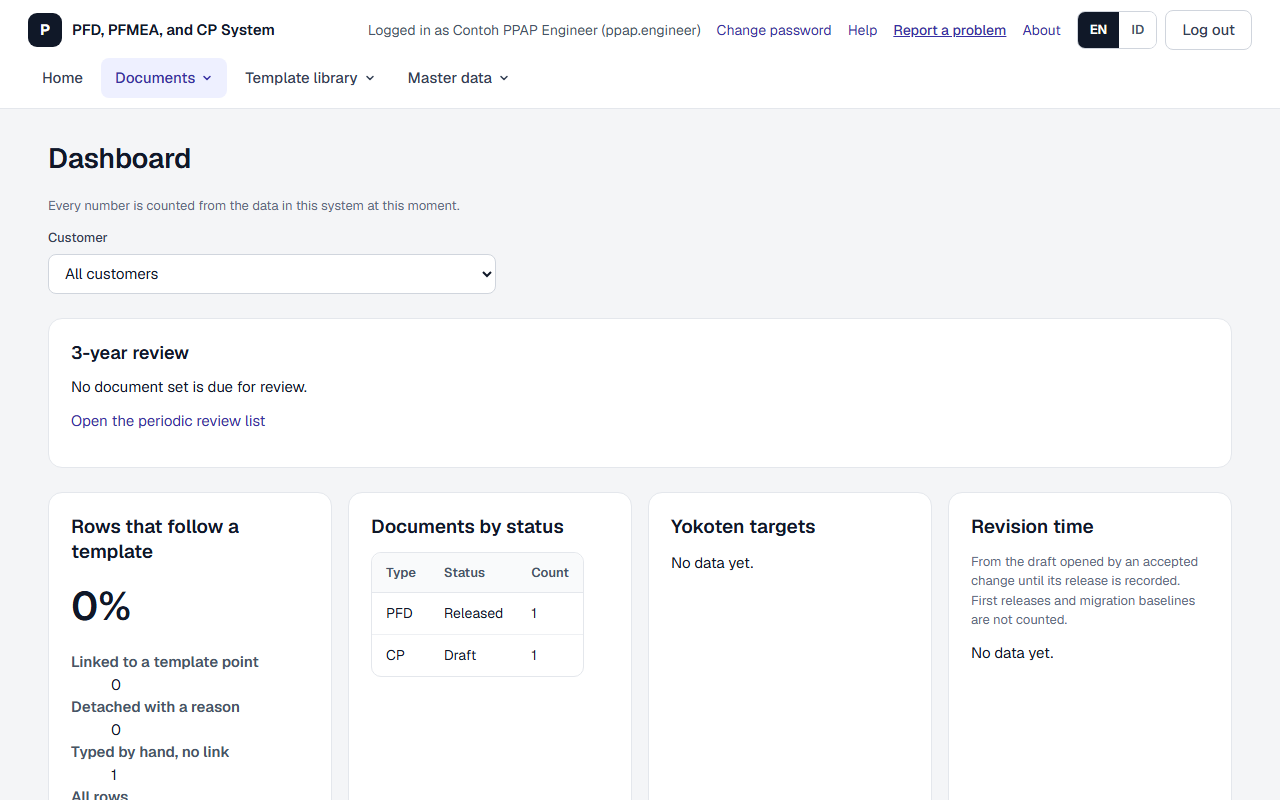 P PFD, PFMEA, and CP System Logged in as Contoh PPAP Engineer (ppap.engineer) Change password Help Report a problem About EN ID Log out
Home Documents Template library Master data
Dashboard
Every number is counted from the data in this system at this moment.
Customer
All customers
3-year review
No document set is due for review.
Open the periodic review list
Rows that follow a
template
0%
Linked to a template point
0
Detached with a reason
0
Typed by hand, no link
1
All rows
Documents by status
Type Status Count
PFD Released 1
CP Draft 1
Yokoten targets
No data yet.
Revision time
From the draft opened by an accepted
change until its release is recorded.
First releases and migration baselines
are not counted.
No data yet.